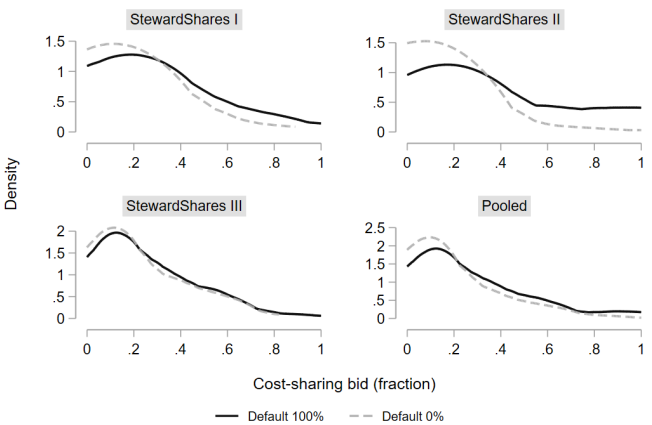 StewardShares I
StewardShares II
1.5
1
.5
0
0 .2 .4 .6 .8 1
1.5
1
.5
0
0 .2 .4 .6 .8 1
Density
StewardShares III
Pooled
2
1.5
1
.5
0
0 .2 .4 .6 .8 1
2.5
2
1.5
1
.5
0
0 .2 .4 .6 .8 1
Cost-sharing bid (fraction)
Default 100% Default 0%